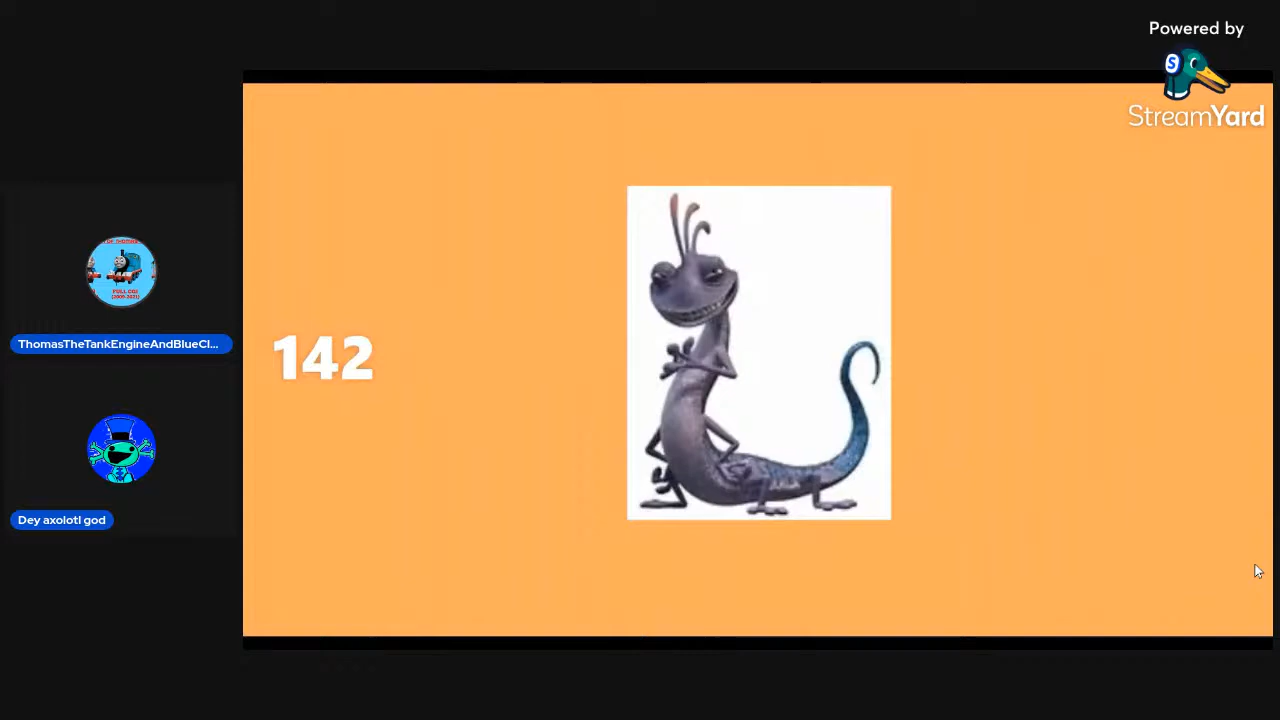 Powered by
StreamYard
ThomasTheTankEngineAndBlueCl...
142
Dey axolotl god